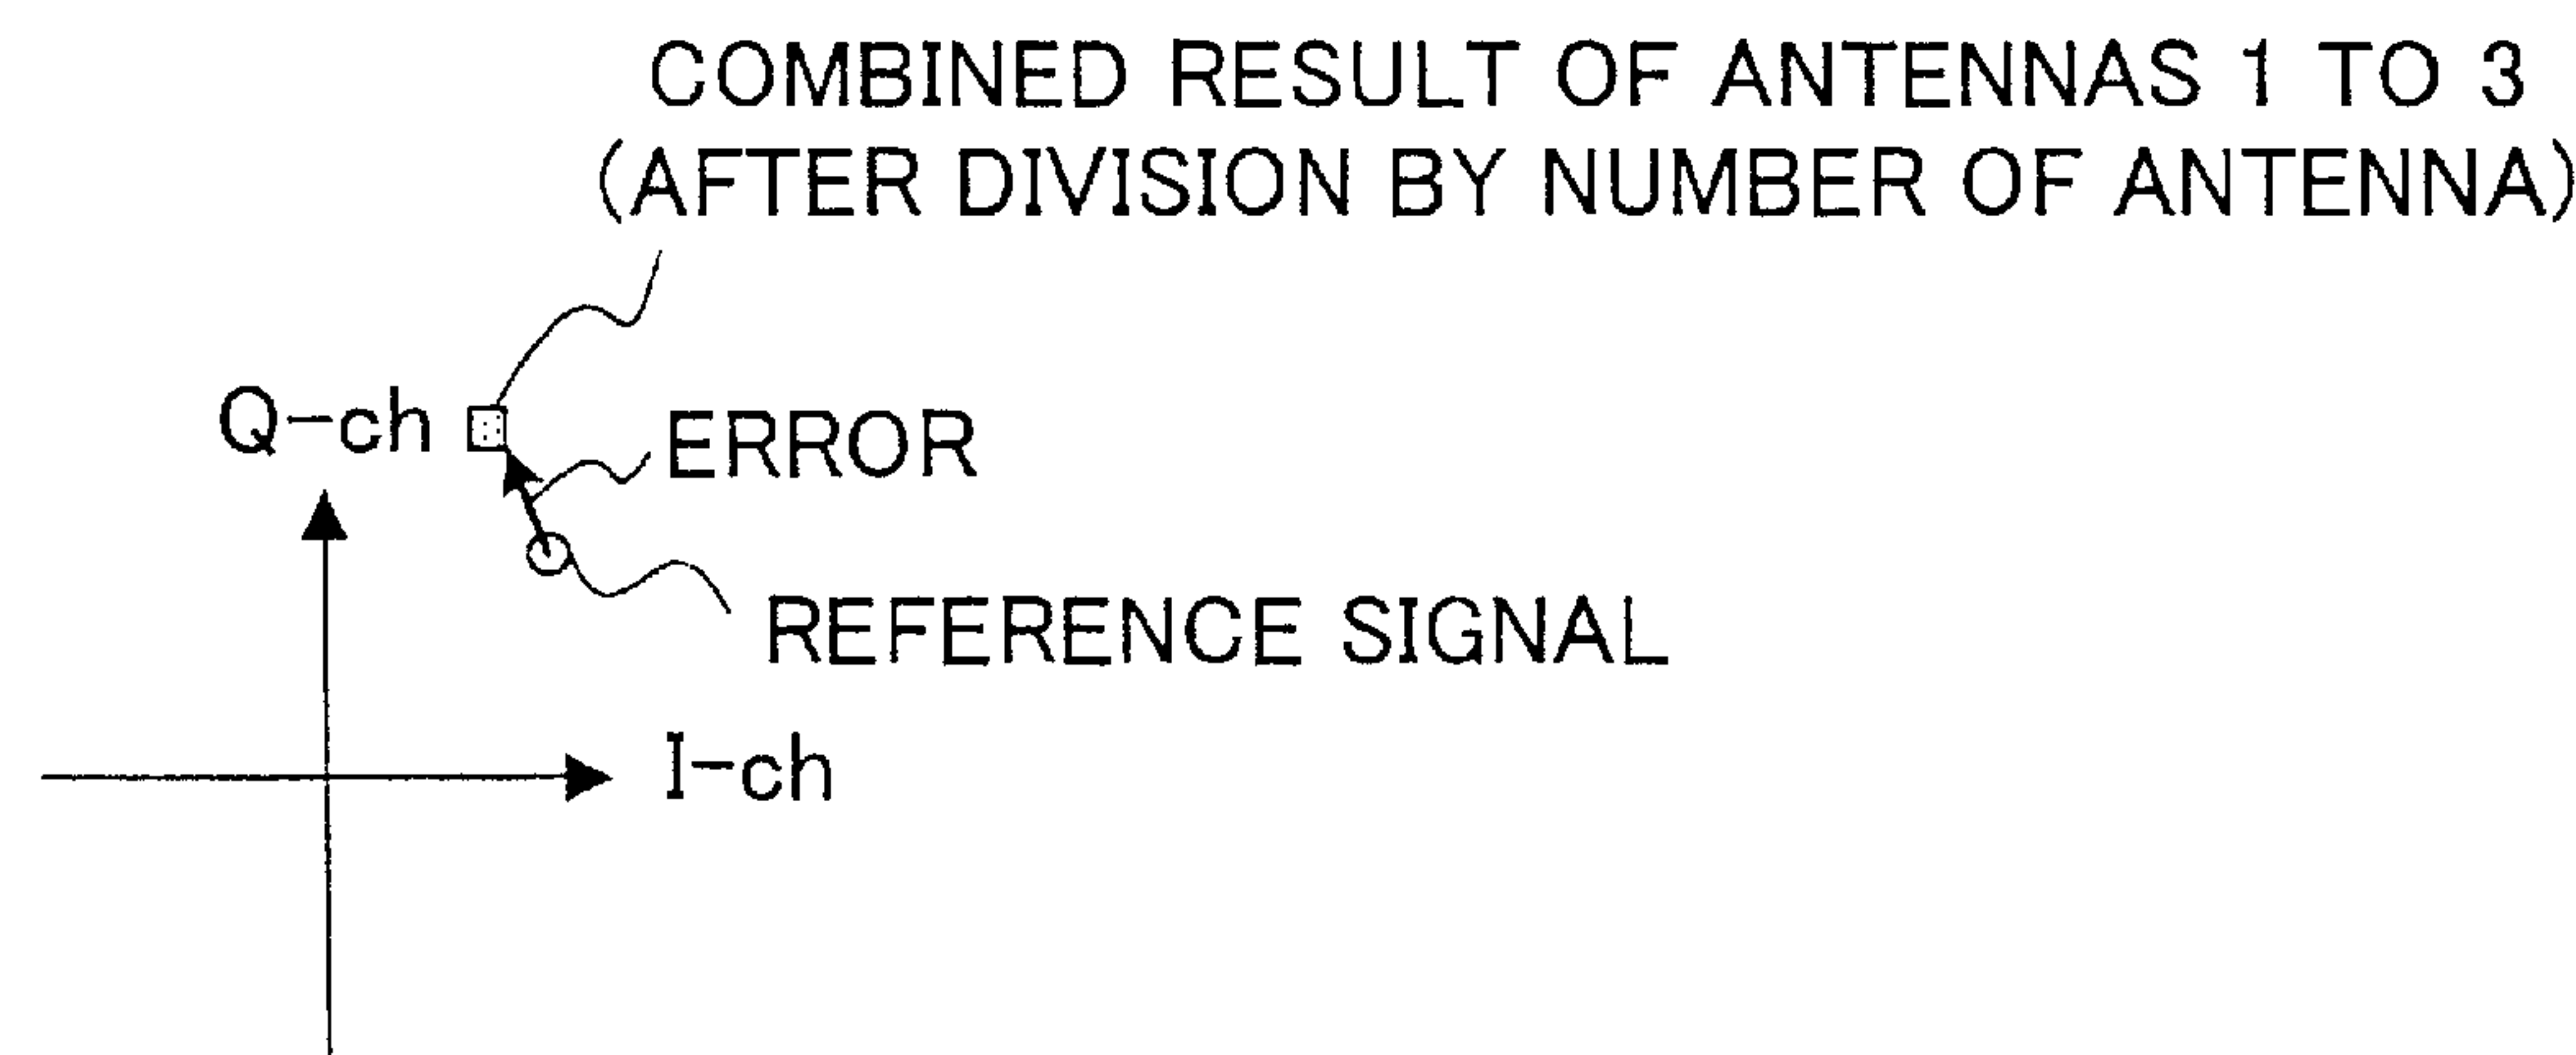 COMBINED RESULT OF ANTENNAS 1 TO 3
(AFTER DIVISION BY NUMBER OF ANTENNA)
Q-ch
ERROR
REFERENCE SIGNAL
I-ch